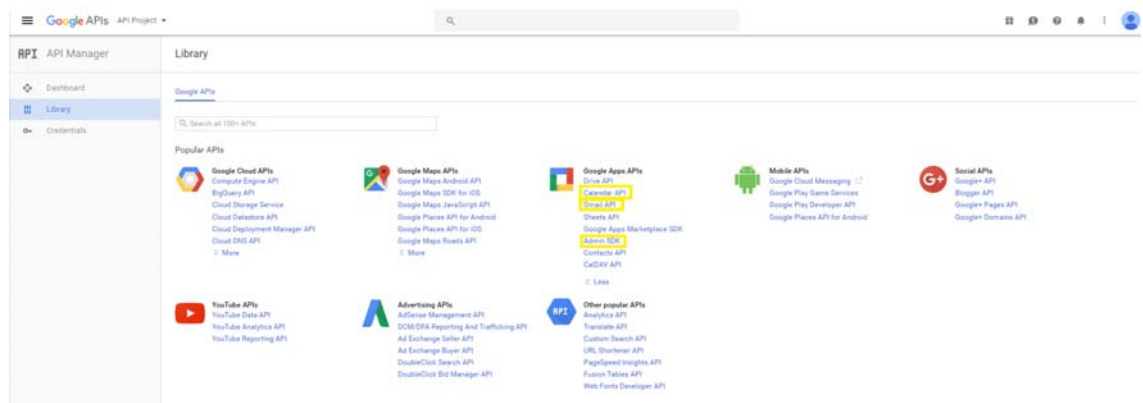 Google APIs API Project
API API Manager
Library
Dashboard
Library
Credentials
Google APIs
Search all 100+ APIs
Popular APIs
Google Cloud APIs
Compute Engine API
BigQuery API
Cloud Storage Service
Cloud Datastore API
Cloud Deployment Manager API
Cloud DNS API
More
Google Maps APIs
Google Maps Android API
Google Maps SDK for iOS
Google Maps JavaScript API
Google Places API for Android
Google Places API for iOS
Google Maps Roads API
More
Google Apps APIs
Drive API
Calendar API
Gmail API
Sheets API
Google Apps Marketplace SDK
Admin SDK
Contacts API
CalDAV API
Less
Mobile APIs
Google Cloud Messaging
Google Play Game Services
Google Play Developer API
Google Places API for Android
G+
Social APIs
Google+ API
Blogger API
Google+ Pages API
Google+ Domains API
YouTube APIs
YouTube Data API
YouTube Analytics API
YouTube Reporting API
Advertising APIs
AdSense Management API
DCM/DFA Reporting And Trafficking API
Ad Exchange Seller API
Ad Exchange Buyer API
DoubleClick Search API
DoubleClick Bid Manager API
API
Other popular APIs
Analytics API
Translate API
Custom Search API
URL Shortener API
PageSpeed Insights API
Fusion Tables API
Web Fonts Developer API